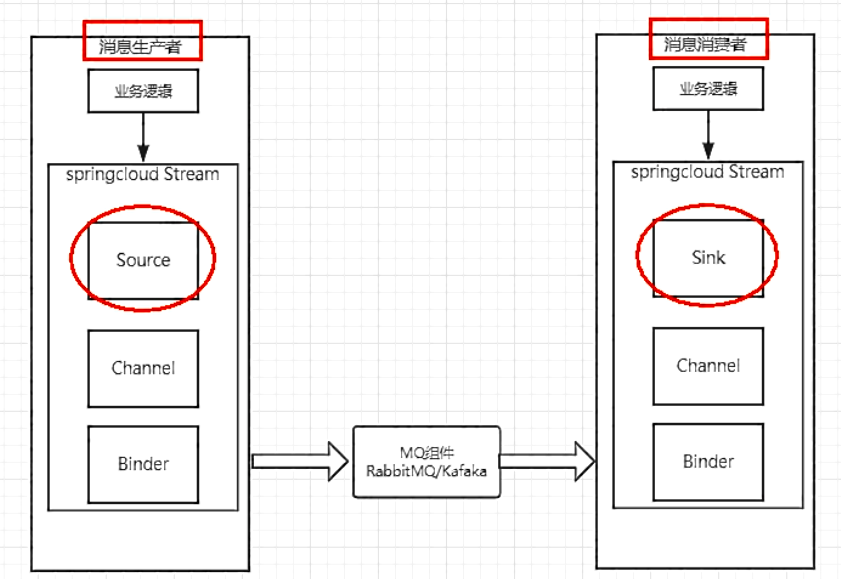 消息生产者
业务逻辑
springcloud Stream
Source
Channel
Binder
MQ组件
RabbitMQ/Kafaka
消息消费者
业务逻辑
springcloud Stream
Sink
Channel
Binder